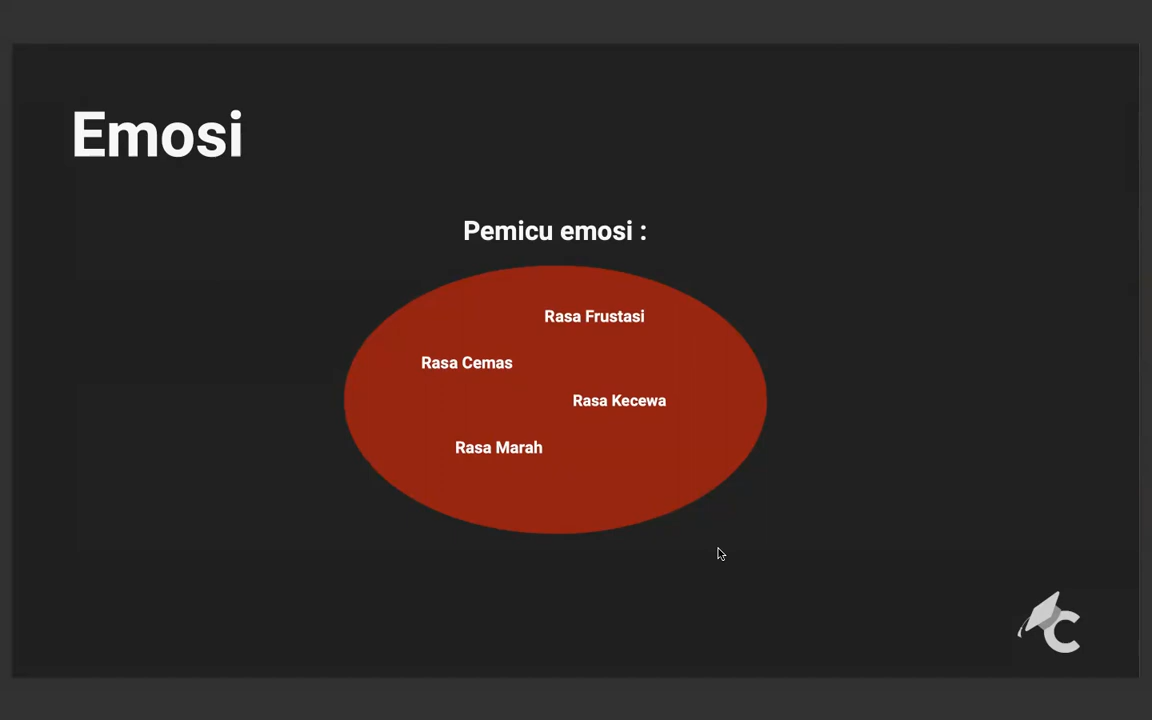 Emosi
Pemicu emosi :
Rasa Frustasi
Rasa Cemas
Rasa Kecewa
Rasa Marah
C